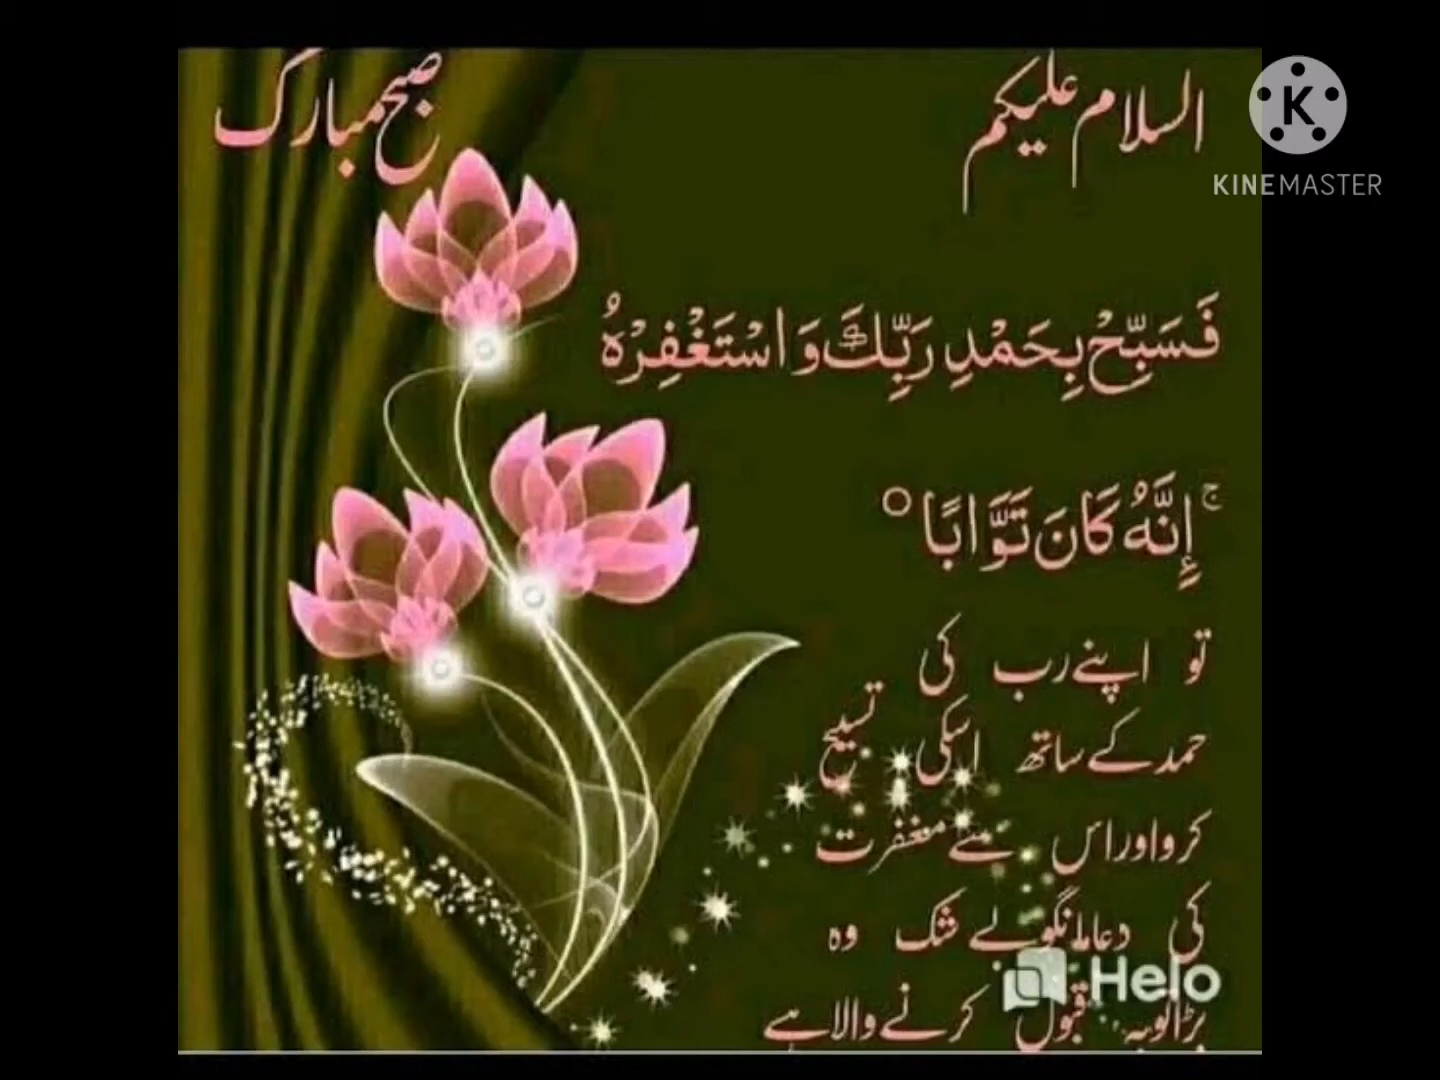 السلام علیکم
صبح مبارک
KINEMASTER
فَسَبِّحْ بِحَمْدِ رَبِّكَ وَ اسْتَغْفِرْهُ
ؕ اِنَّهٗ كَانَ تَوَّابًا
تو اپنے رب کی
حمد کے ساتھ اسکی تسبیح
کرو اور اس سے مغفرت
کی دعا مانگو بے شک وہ
Helo
بڑا توبہ قبول کرنے والا ہے